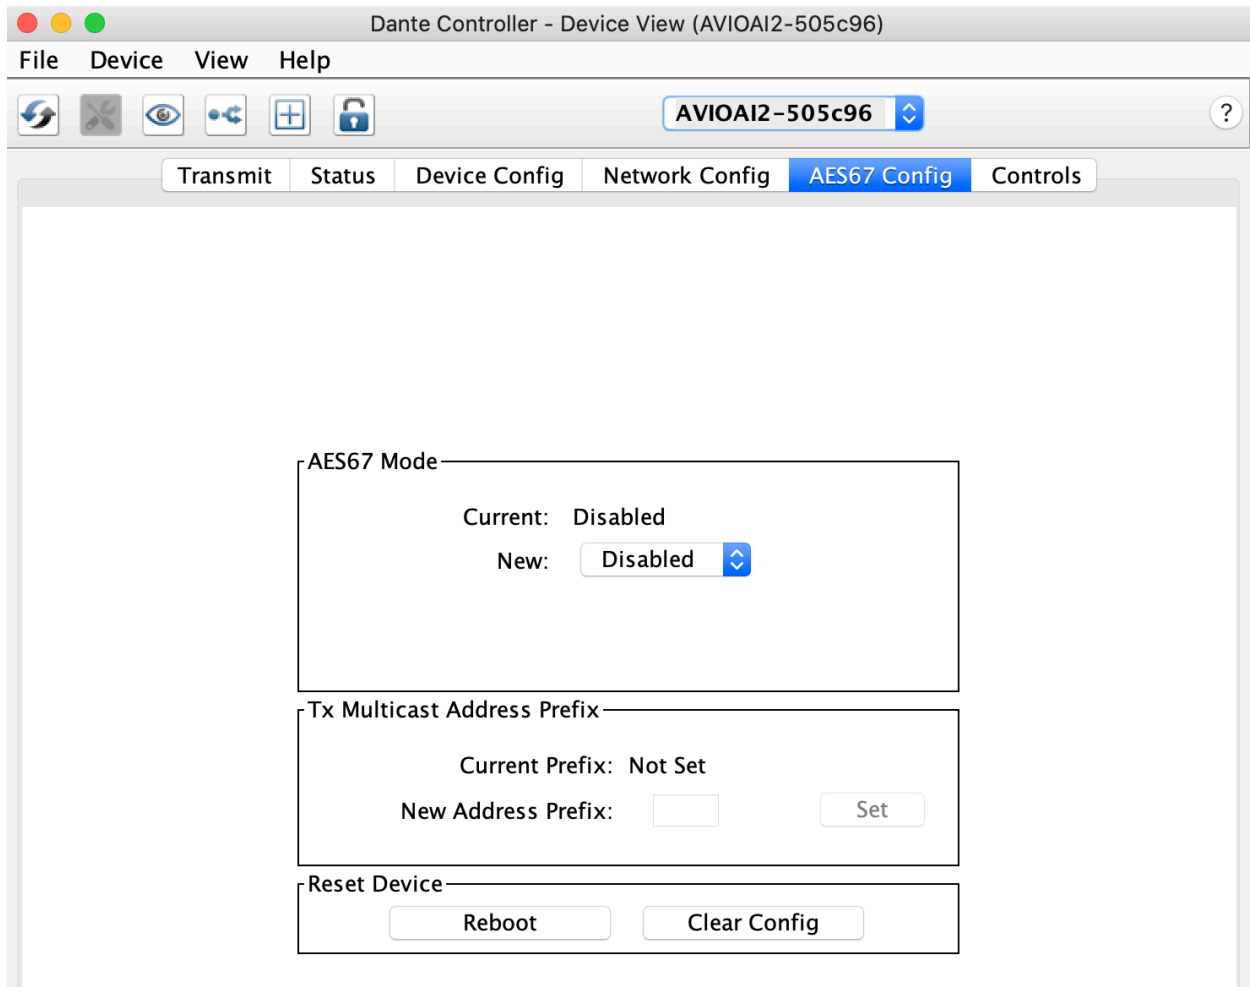 Dante Controller - Device View (AVIOAI2-505c96)
File Device View Help
AVIOAI2-505c96 ?
Transmit Status Device Config Network Config AES67 Config Controls
AES67 Mode
Current: Disabled
New: Disabled
Tx Multicast Address Prefix
Current Prefix: Not Set
New Address Prefix: Set
Reset Device
Reboot Clear Config